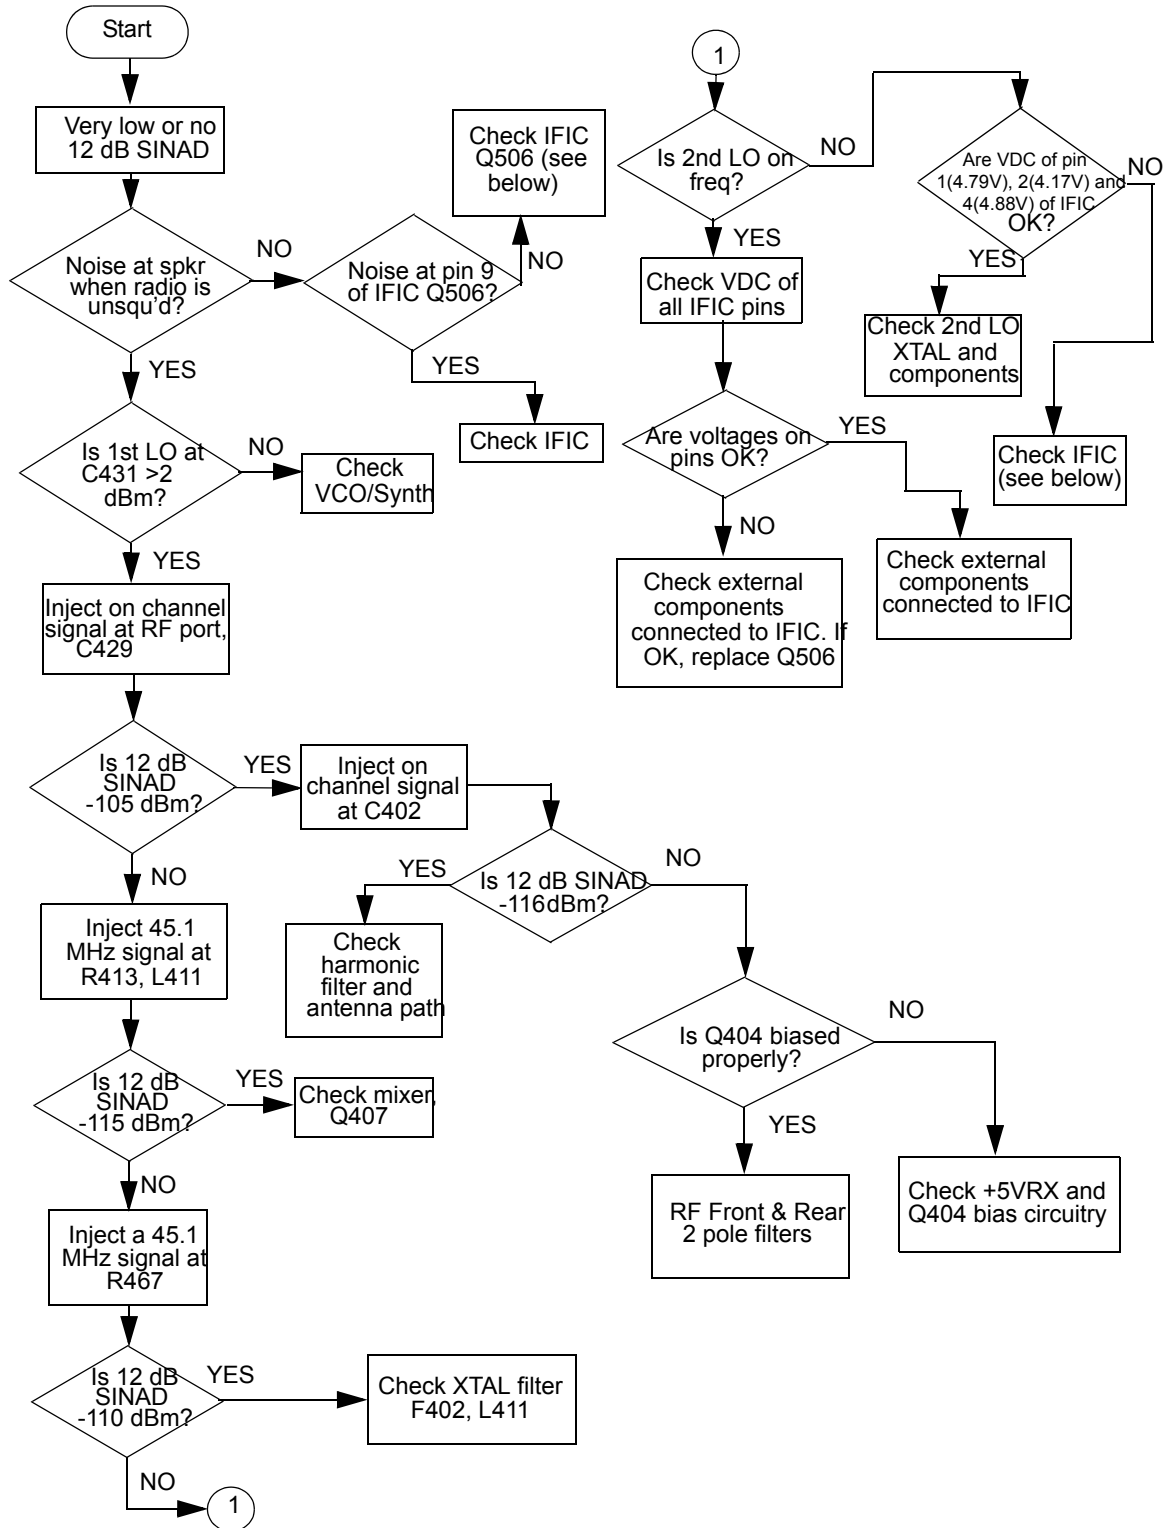 Start
Very low or no
12 dB SINAD
Noise at spkr
when radio is
unsqu'd?
NO
Noise at pin 9
of IFIC Q506?
NO
Check IFIC
Q506 (see
below)
YES
Check IFIC
YES
Is 1st LO at
C431 >2
dBm?
NO
Check
VCO/Synth
YES
Inject on channel
signal at RF port,
C429
Is 12 dB
SINAD
-105 dBm?
YES
Inject on
channel signal
at C402
Is 12 dB SINAD
-116dBm?
YES
Check
harmonic
filter and
antenna path
NO
Is Q404 biased
properly?
NO
Check +5VRX and
Q404 bias circuitry
YES
RF Front & Rear
2 pole filters
NO
Inject 45.1
MHz signal at
R413, L411
Is 12 dB
SINAD
-115 dBm?
YES
Check mixer,
Q407
NO
Inject a 45.1
MHz signal at
R467
Is 12 dB
SINAD
-110 dBm?
YES
Check XTAL filter
F402, L411
NO
1
1
Is 2nd LO on
freq?
NO
Are VDC of pin
1(4.79V), 2(4.17V) and
4(4.88V) of IFIC
OK?
NO
Check IFIC
(see below)
YES
Check 2nd LO
XTAL and
components
YES
Check VDC of
all IFIC pins
Are voltages on
pins OK?
YES
Check external
components
connected to IFIC
NO
Check external
components
connected to IFIC. If
OK, replace Q506